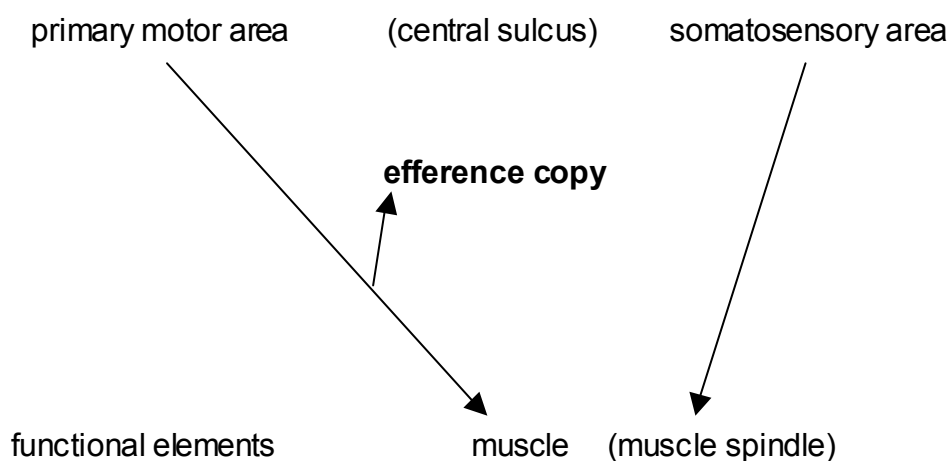 primary motor area (central sulcus) somatosensory area
efference copy
functional elements muscle (muscle spindle)